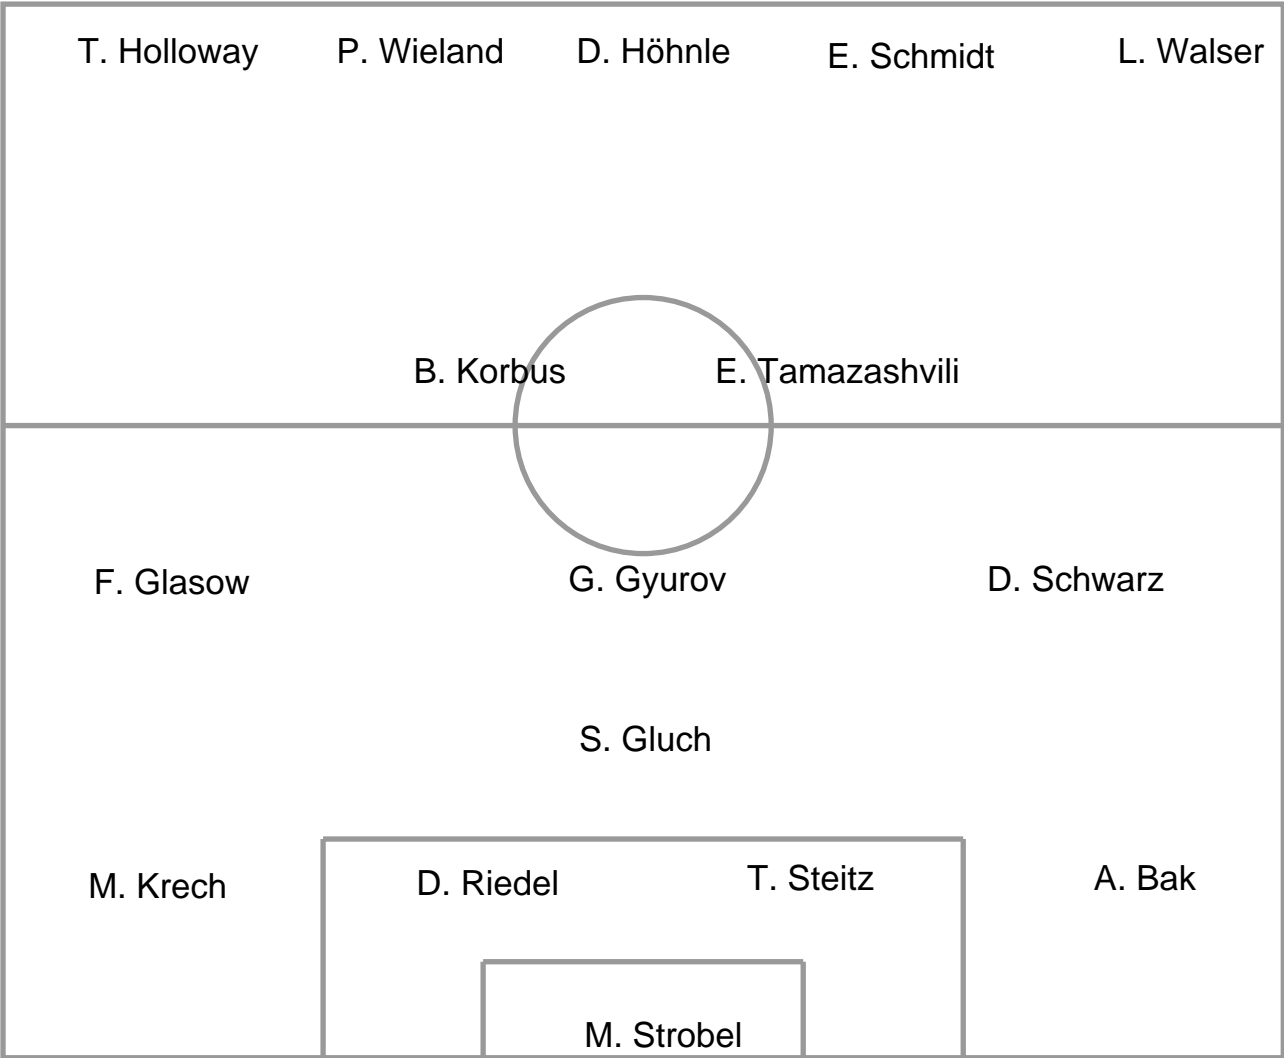 T. Holloway
P. Wieland
D. Höhnle
E. Schmidt
L. Walser
B. Korbus
E. Tamazashvili
F. Glasow
G. Gyurov
D. Schwarz
S. Gluch
M. Krech
D. Riedel
T. Steitz
A. Bak
M. Strobel